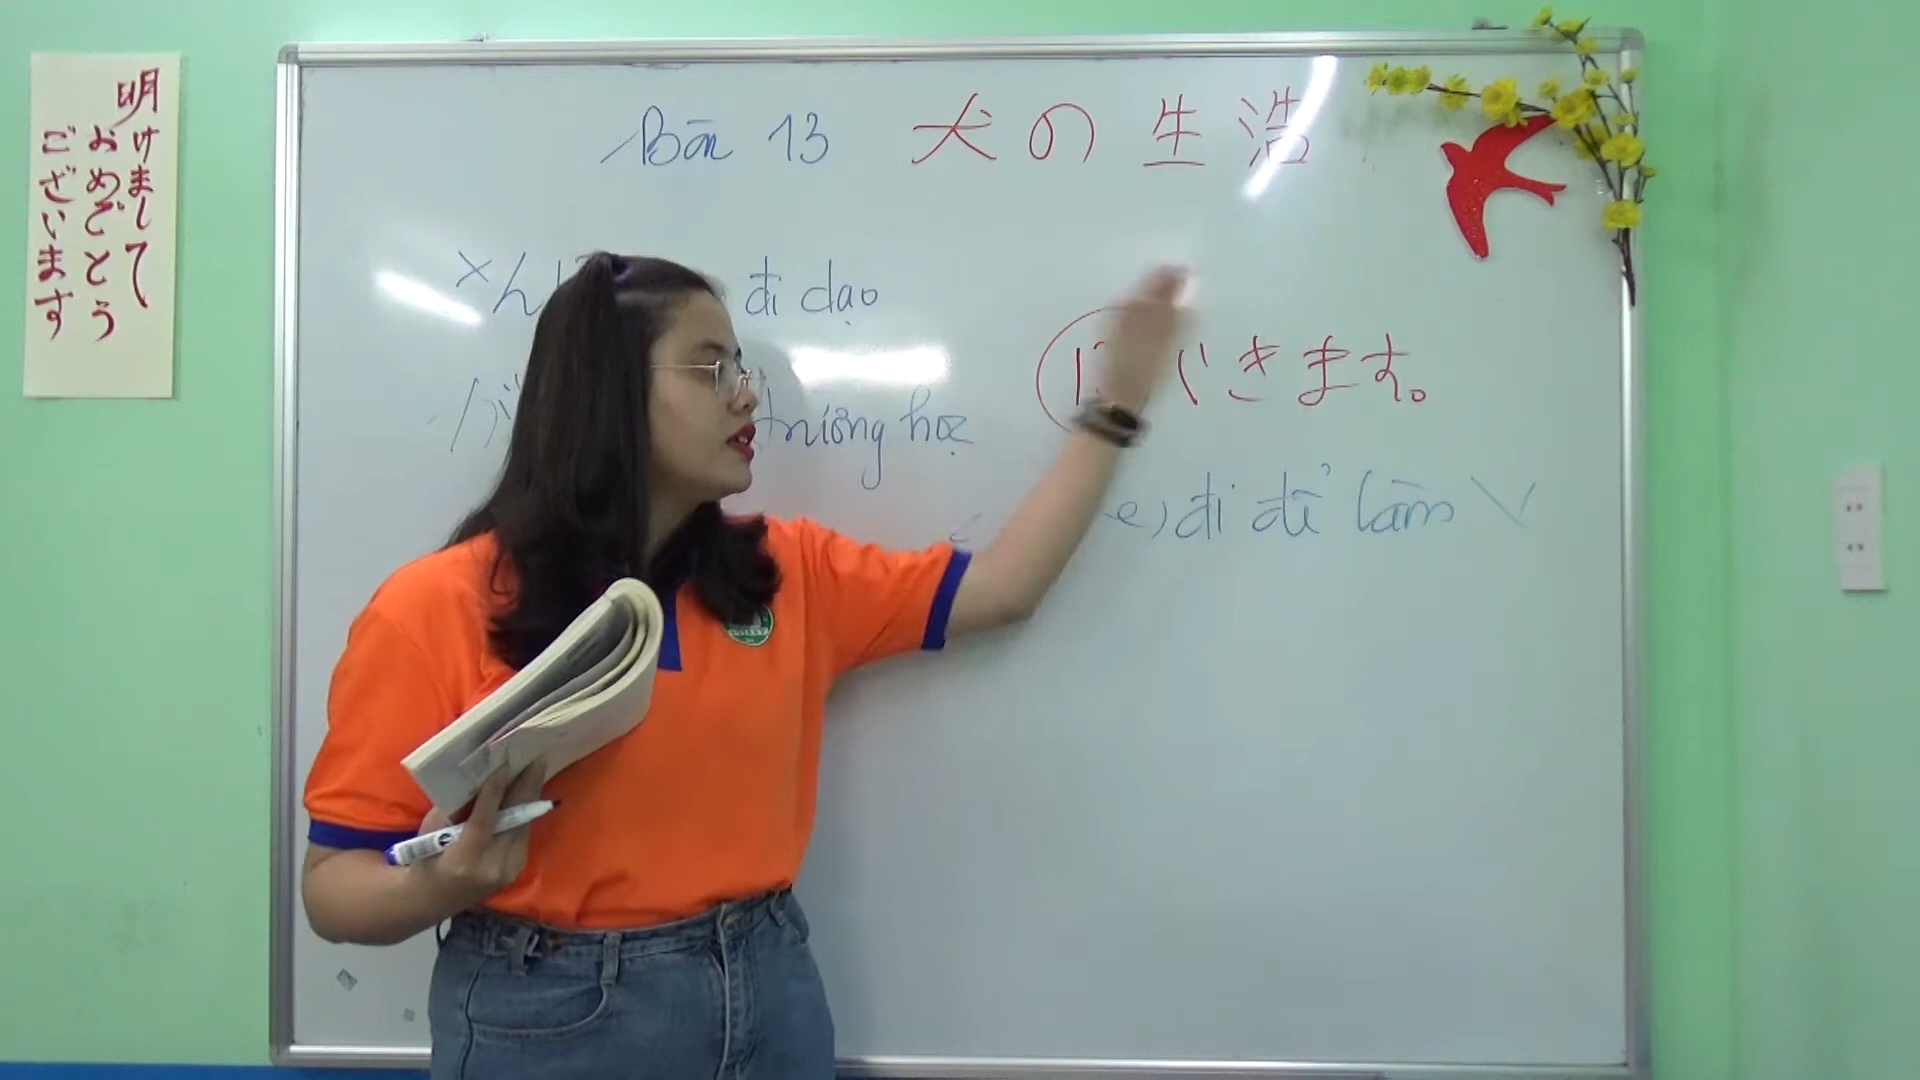 明けまして
おめでとう
ございます
Bài 13 犬の生活
đi dạo
trường học
に いきます。
đi để làm V